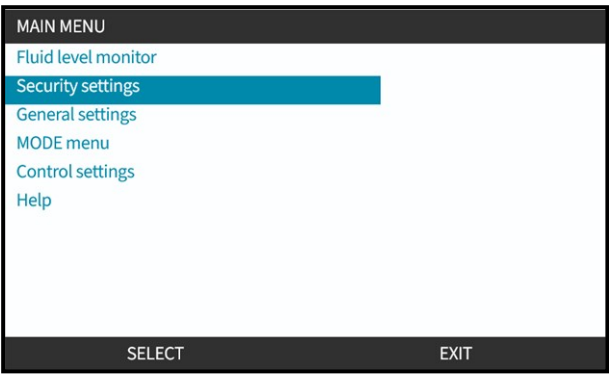 MAIN MENU
Fluid level monitor
Security settings
General settings
MODE menu
Control settings
Help
SELECT EXIT